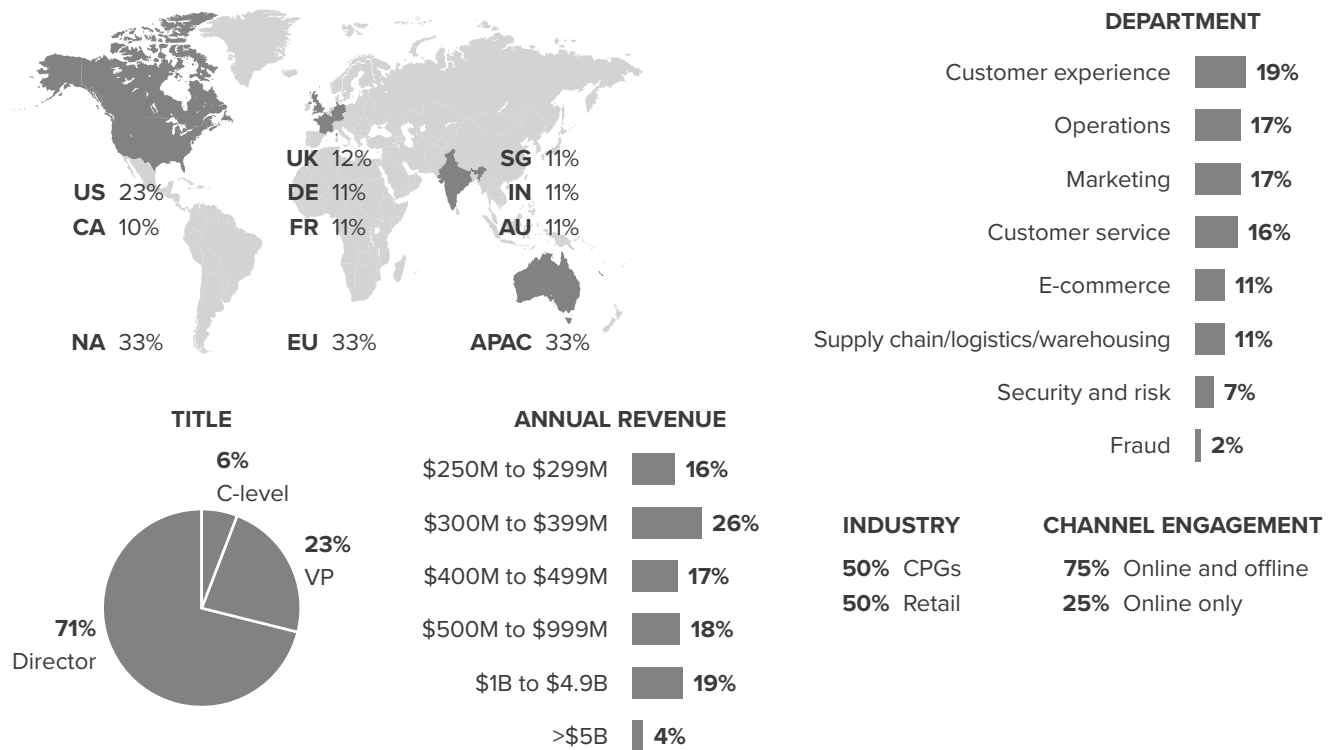 UK 12%
SG 11%
US 23%
DE 11%
IN 11%
CA 10%
FR 11%
AU 11%
NA 33%
EU 33%
APAC 33%
DEPARTMENT
Customer experience 19%
Operations 17%
Marketing 17%
Customer service 16%
E-commerce 11%
Supply chain/logistics/warehousing 11%
Security and risk 7%
Fraud 2%
TITLE
6%
C-level
23%
VP
71%
Director
ANNUAL REVENUE
$250M to $299M 16%
$300M to $399M 26%
$400M to $499M 17%
$500M to $999M 18%
$1B to $4.9B 19%
>$5B 4%
INDUSTRY
50% CPGs
50% Retail
CHANNEL ENGAGEMENT
75% Online and offline
25% Online only